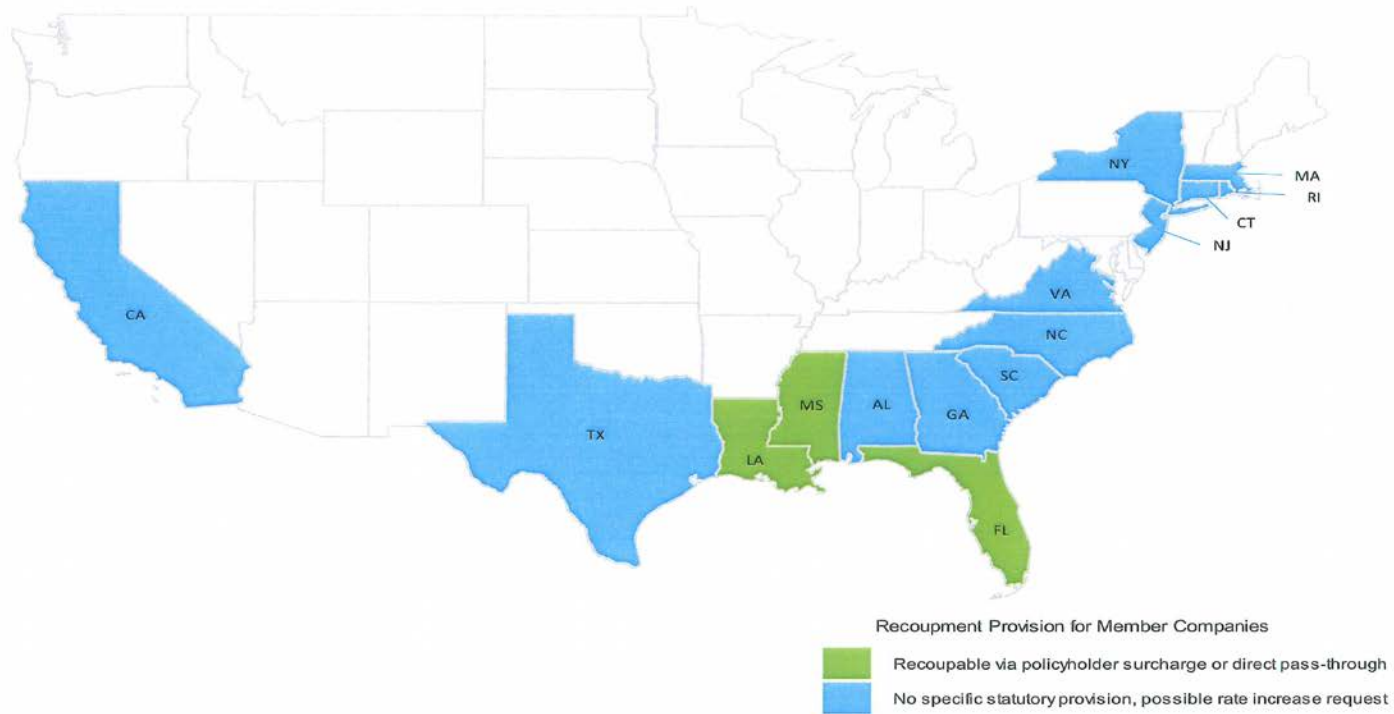 NY
MA
RI
CT
NJ
VA
CA
NC
SC
MS
AL
GA
TX
LA
FL
Recoupment Provision for Member Companies
Recoupable via policyholder surcharge or direct pass-through
No specific statutory provision, possible rate increase request